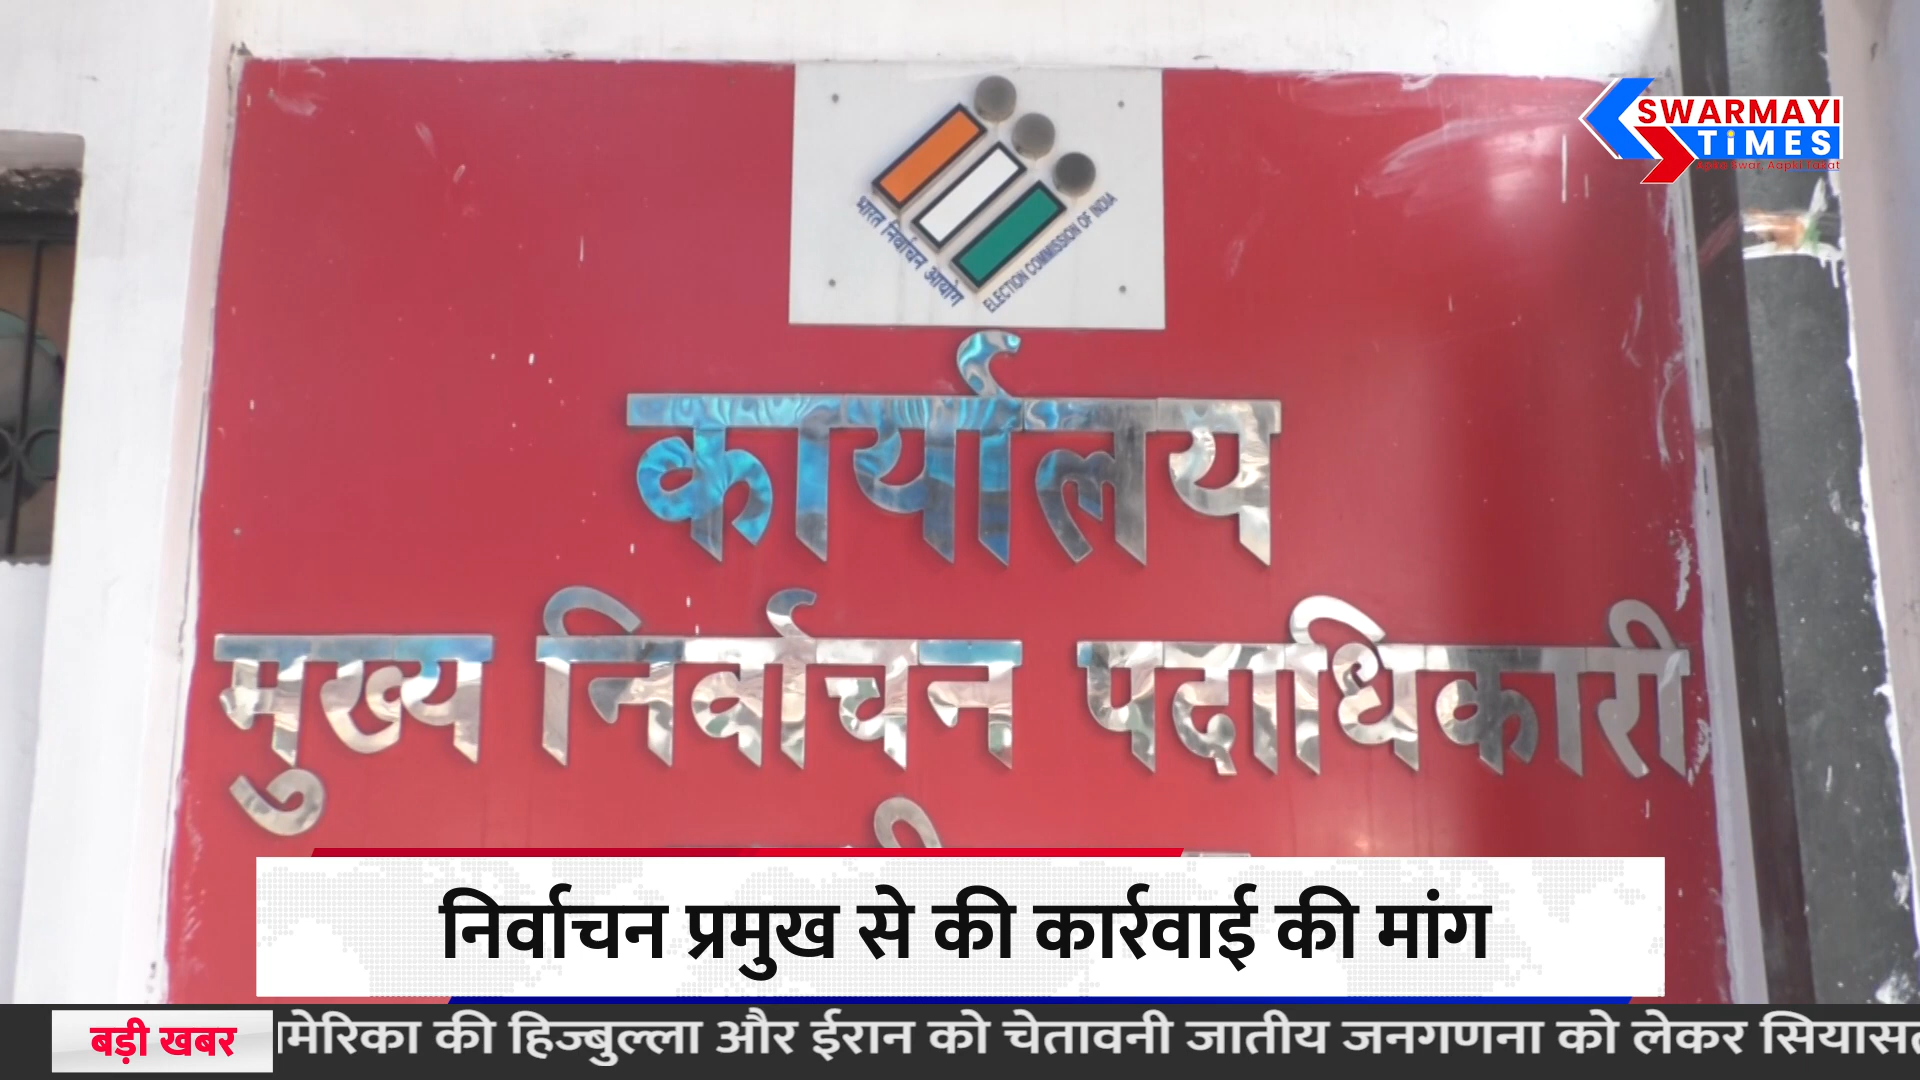 SWARMAYI
TiMES
भारत निर्वाचन आयोग
ELECTION COMMISSION OF INDIA
कार्यालय
मुख्य निर्वाचन पदाधिकारी
निर्वाचन प्रमुख से की कार्रवाई की मांग
बड़ी खबर
की हिज्बुल्ला और ईरान को चेतावनी जातीय जनगणना को लेकर